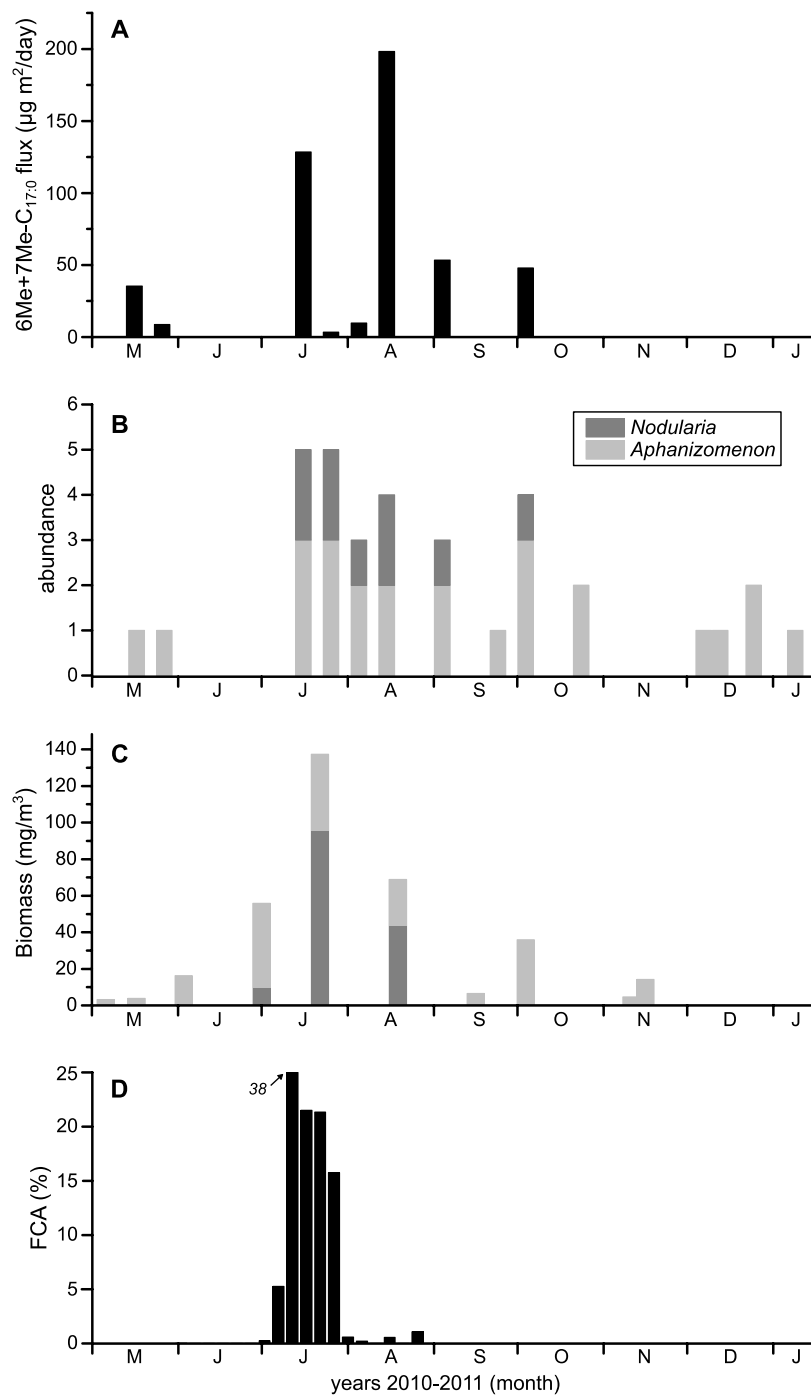 A
6Me+7Me-C17:0 flux (µg m²/day)
200
150
100
50
0
M J J A S O N D J
B
Nodularia
Aphanizomenon
abundance
6
5
4
3
2
1
0
M J J A S O N D J
C
Biomass (mg/m³)
140
120
100
80
60
40
20
0
M J J A S O N D J
D
38
FCA (%)
25
20
15
10
5
0
M J J A S O N D J
years 2010-2011 (month)